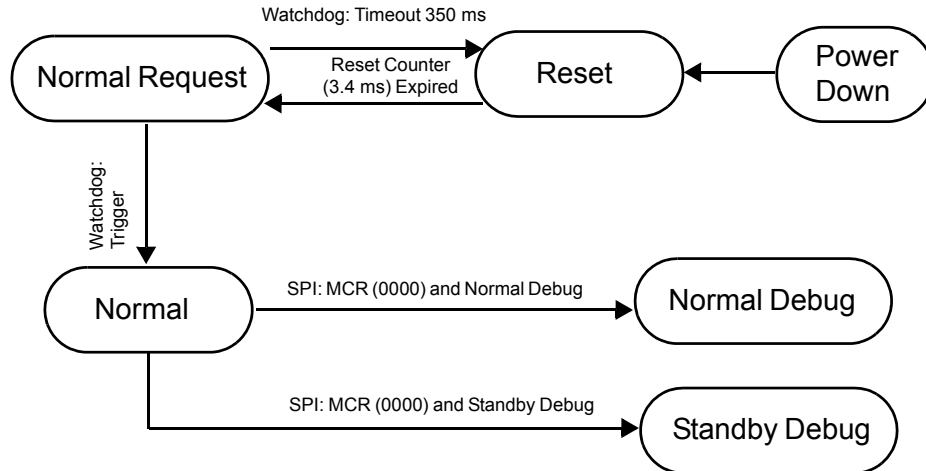 Watchdog: Timeout 350 ms
Normal Request
Reset Counter
(3.4 ms) Expired
Reset
Power
Down
Watchdog:
Trigger
Normal
SPI: MCR (0000) and Normal Debug
Normal Debug
SPI: MCR (0000) and Standby Debug
Standby Debug